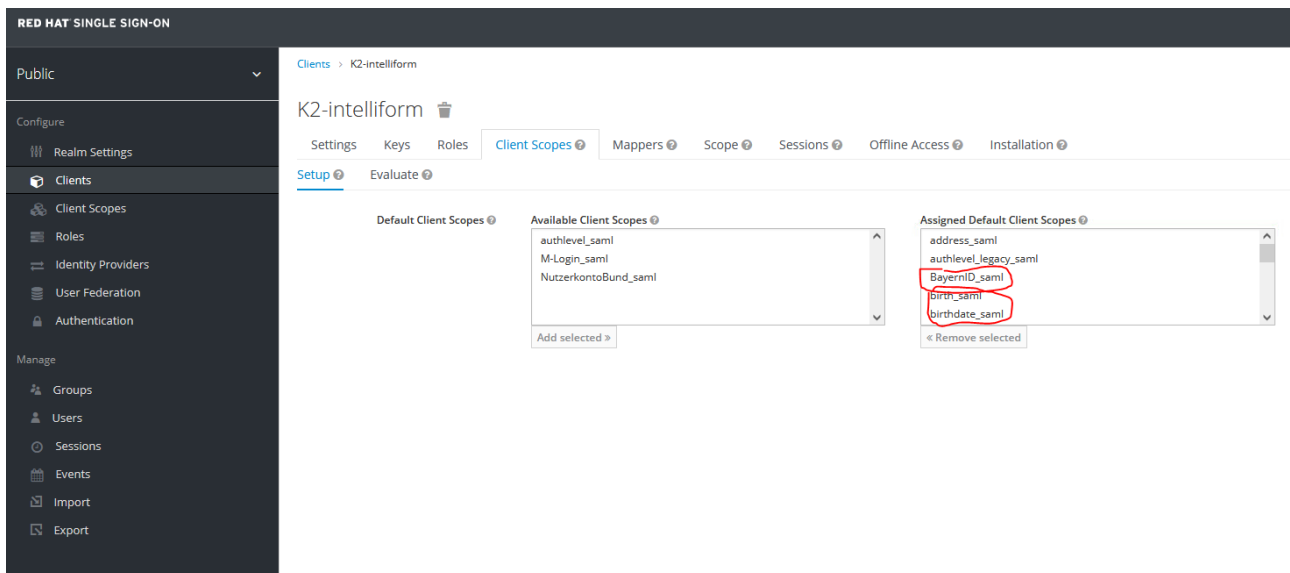 RED HAT SINGLE SIGN-ON
Public
Configure
Realm Settings
Clients
Client Scopes
Roles
Identity Providers
User Federation
Authentication
Manage
Groups
Users
Sessions
Events
Import
Export
Clients > K2-intelliform
K2-intelliform
Settings Keys Roles Client Scopes Mappers Scope Sessions Offline Access Installation
Setup Evaluate
Default Client Scopes
Available Client Scopes
authlevel_saml
M-Login_saml
NutzerkontoBund_saml
Add selected »
Assigned Default Client Scopes
address_saml
authlevel_legacy_saml
BayernID_saml
birth_saml
birthdate_saml
« Remove selected